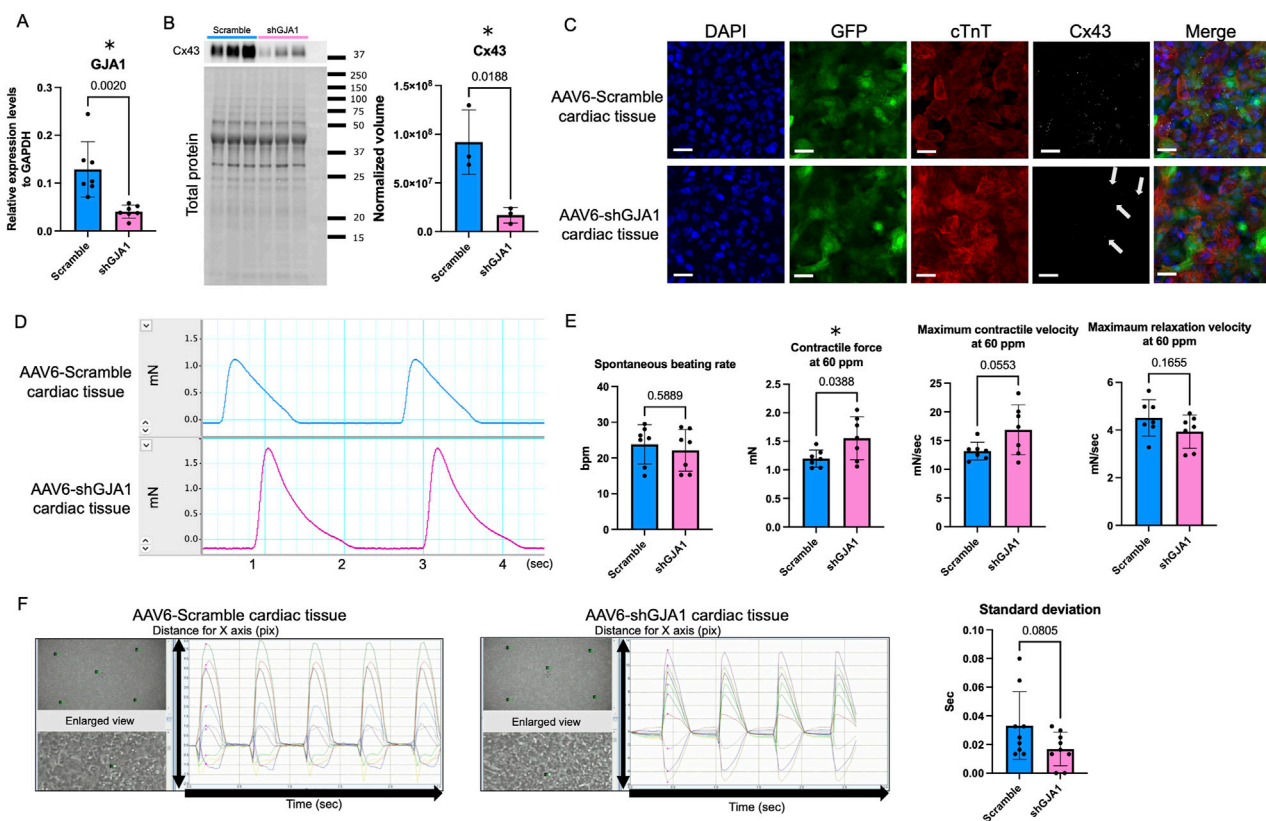 A
*
GJA1
0.0020
0.3
0.2
0.1
0.0
Relative expression levels
to GAPDH
Scramble
shGJA1
B
Scramble
shGJA1
Cx43
37
250
150
100
75
50
37
25
20
15
Total protein
*
Cx43
0.0188
1.5×10⁸
1.0×10⁸
5.0×10⁷
0.0
Normalized volume
Scramble
shGJA1
C
DAPI
GFP
cTnT
Cx43
Merge
AAV6-Scramble
cardiac tissue
AAV6-shGJA1
cardiac tissue
D
AAV6-Scramble
cardiac tissue
mN
1.5
1.0
0.5
0.0
AAV6-shGJA1
cardiac tissue
mN
1.5
1.0
0.5
0.0
1
2
3
4
(sec)
E
Spontaneous beating rate
0.5889
40
30
20
10
0
bpm
Scramble
shGJA1
*
Contractile force
at 60 ppm
0.0388
2.5
2.0
1.5
1.0
0.5
0.0
mN
Scramble
shGJA1
Maximum contractile velocity
at 60 ppm
0.0553
25
20
15
10
5
0
mN/sec
Scramble
shGJA1
Maximaum relaxation velocity
at 60 ppm
0.1655
6
4
2
0
mN/sec
Scramble
shGJA1
F
AAV6-Scramble cardiac tissue
Distance for X axis (pix)
Enlarged view
Time (sec)
AAV6-shGJA1 cardiac tissue
Distance for X axis (pix)
Enlarged view
Time (sec)
Standard deviation
0.0805
0.10
0.08
0.06
0.04
0.02
0.00
Sec
Scramble
shGJA1